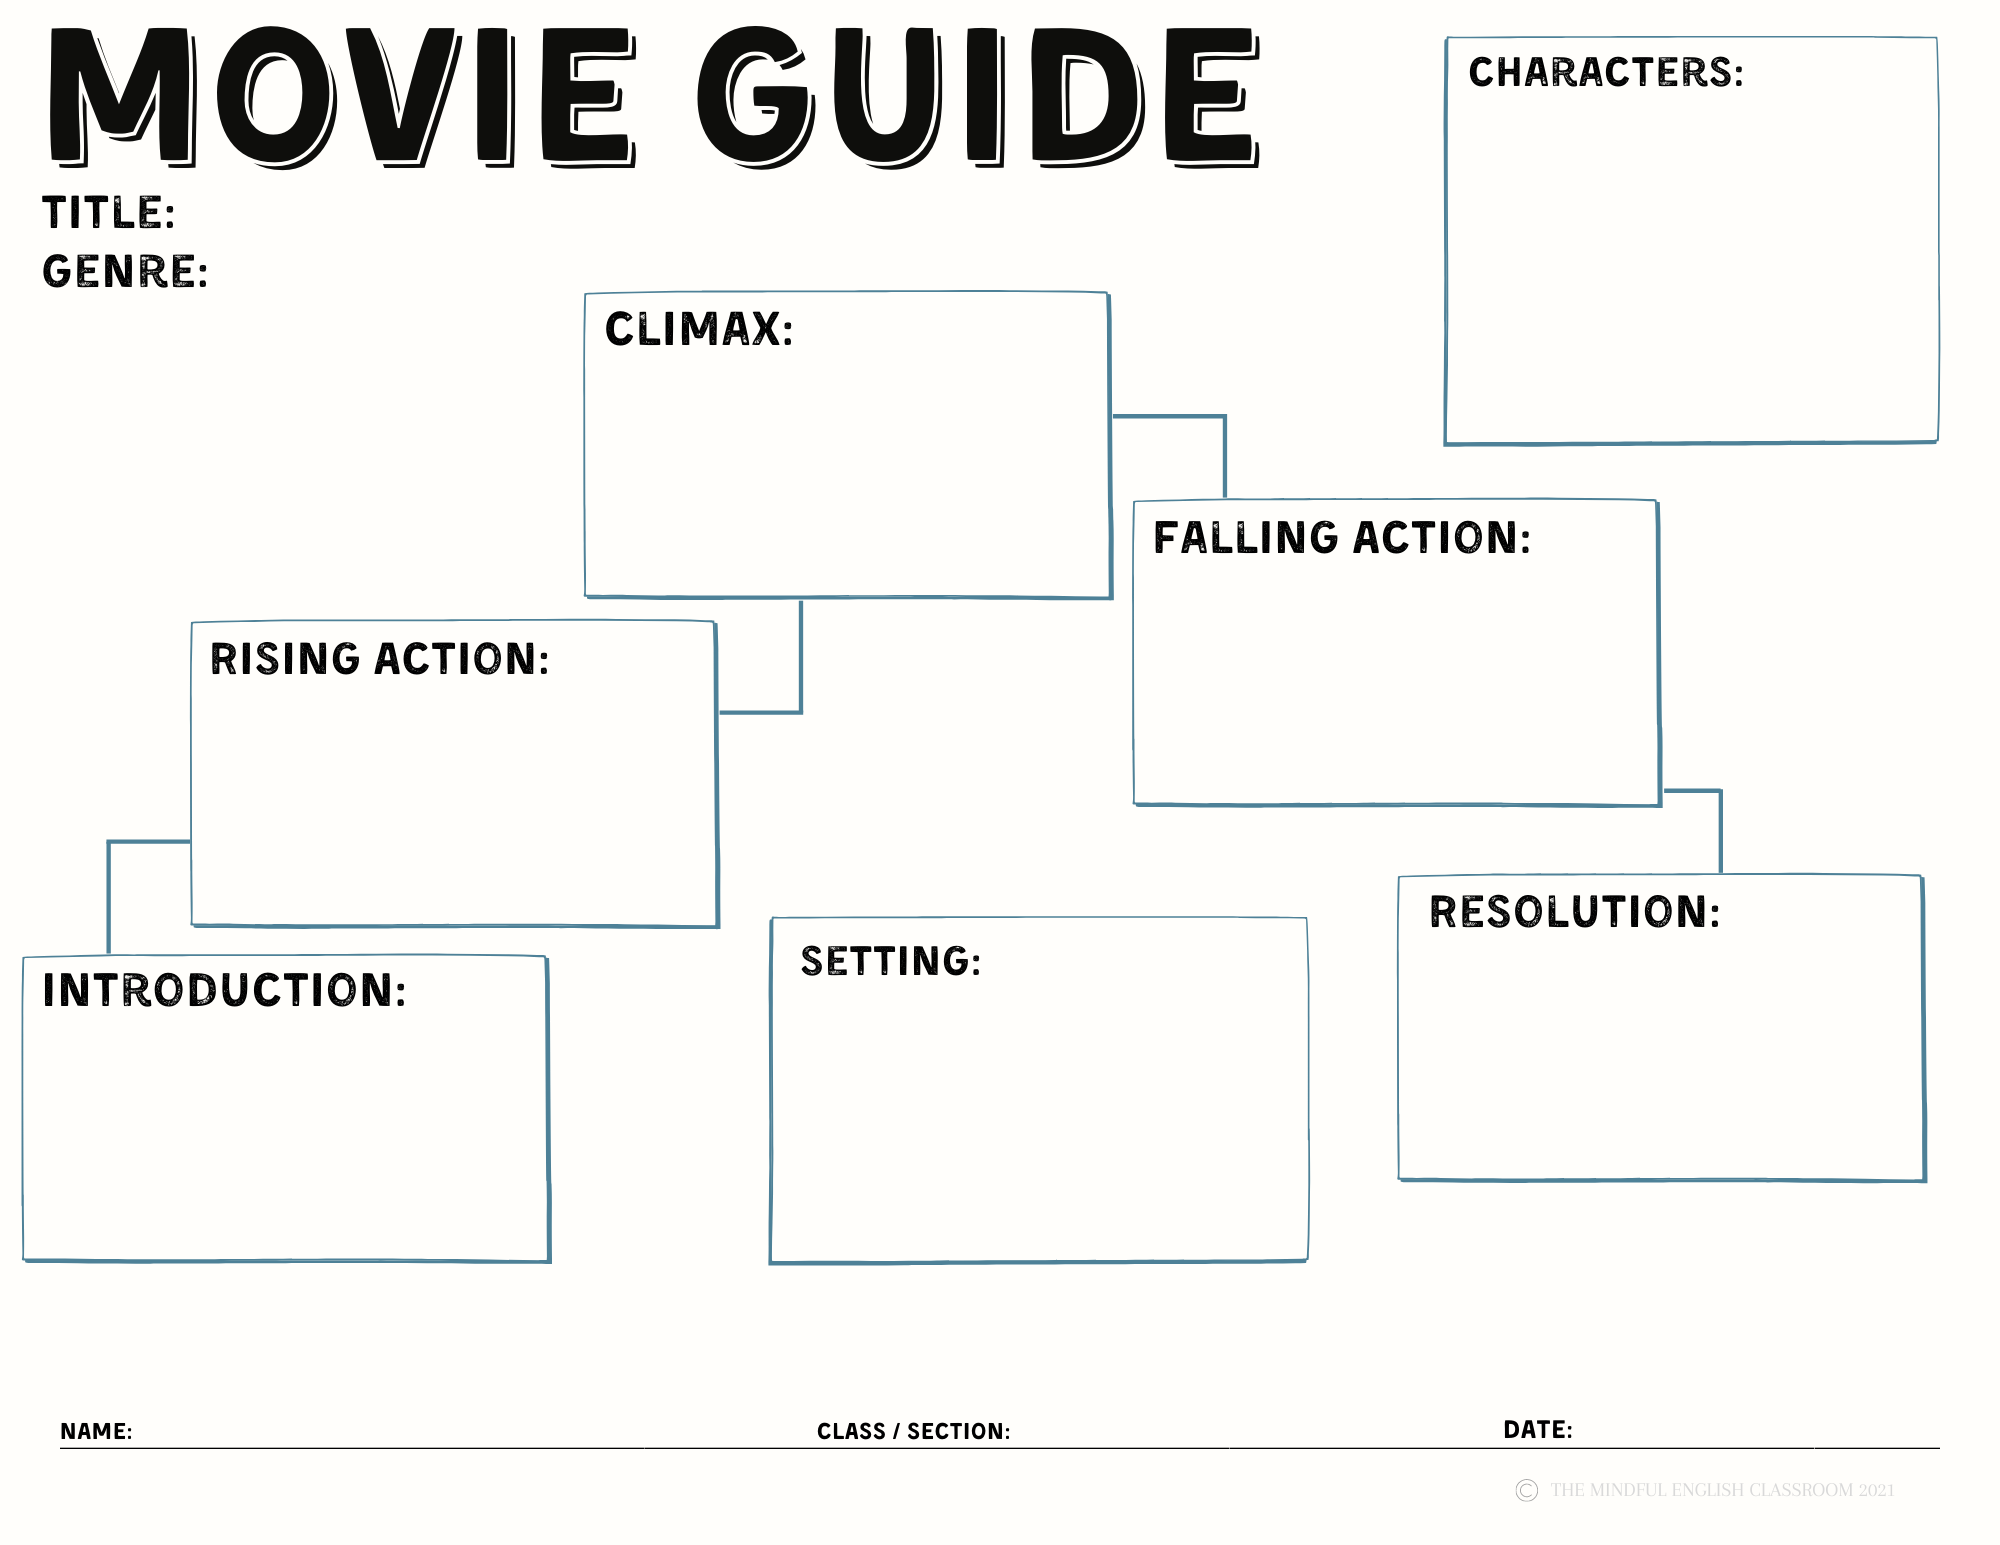 MOVIE GUIDE
TITLE:
GENRE:
CHARACTERS:
CLIMAX:
FALLING ACTION:
RISING ACTION:
RESOLUTION:
SETTING:
INTRODUCTION:
NAME: CLASS / SECTION: DATE:
© THE MINDFUL ENGLISH CLASSROOM 2021